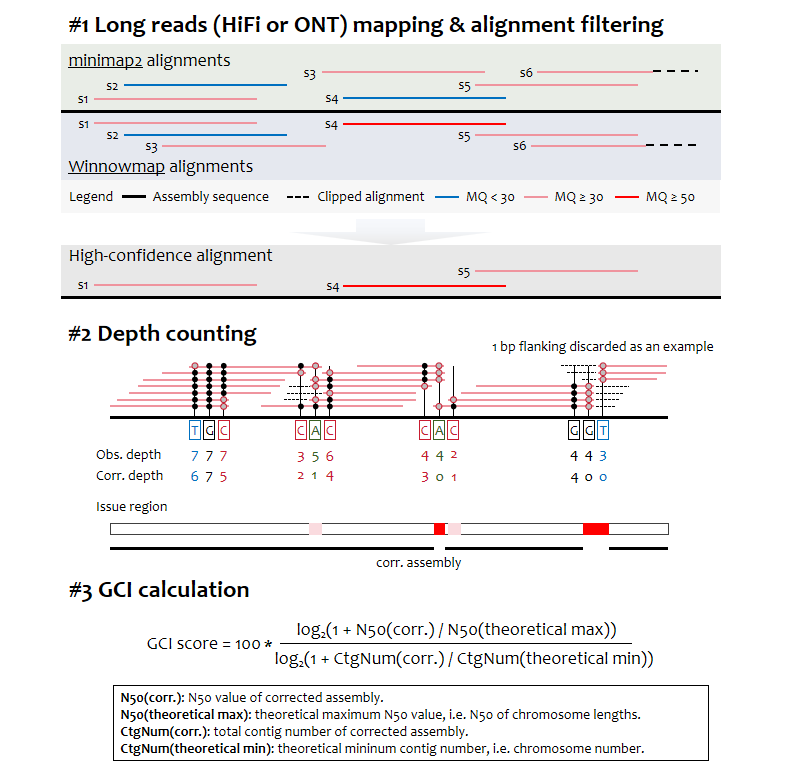 #1 Long reads (HiFi or ONT) mapping & alignment filtering
minimap2 alignments
s3
s6
s2
s5
s1
s4
s1
s4
s2
s5
s3
s6
Winnowmap alignments
Legend Assembly sequence Clipped alignment MQ < 30 MQ ≥ 30 MQ ≥ 50
High-confidence alignment
s5
s1
s4
#2 Depth counting
1 bp flanking discarded as an example
T G C C A C C A C G G T
Obs. depth 7 7 7 3 5 6 4 4 2 4 4 3
Corr. depth 6 7 5 2 1 4 3 0 1 4 0 0
Issue region
corr. assembly
#3 GCI calculation
log₂(1 + N50(corr.) / N50(theoretical max))
GCI score = 100 *
log₂(1 + CtgNum(corr.) / CtgNum(theoretical min))
N50(corr.): N50 value of corrected assembly.
N50(theoretical max): theoretical maximum N50 value, i.e. N50 of chromosome lengths.
CtgNum(corr.): total contig number of corrected assembly.
CtgNum(theoretical min): theoretical mininum contig number, i.e. chromosome number.